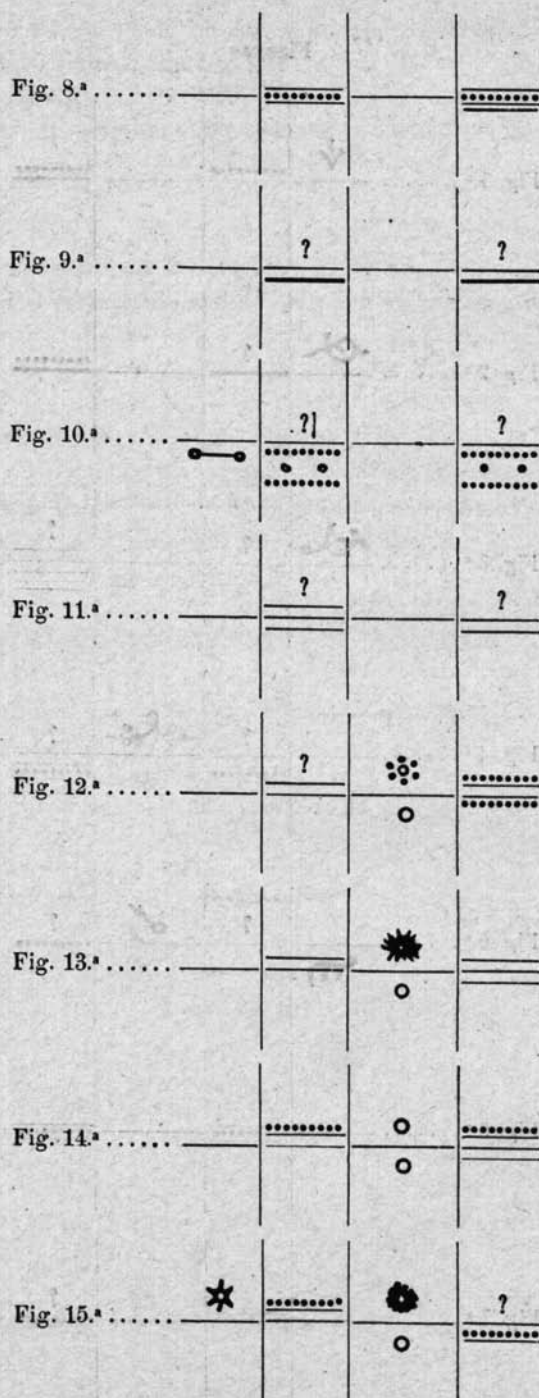 Fig. 8.ª ......
Fig. 9.ª ......
? ?
Fig. 10.ª ......
? ?
Fig. 11.ª ......
? ?
Fig. 12.ª ......
?
Fig. 13.ª ......
Fig. 14.ª ......
Fig. 15.ª ......
?